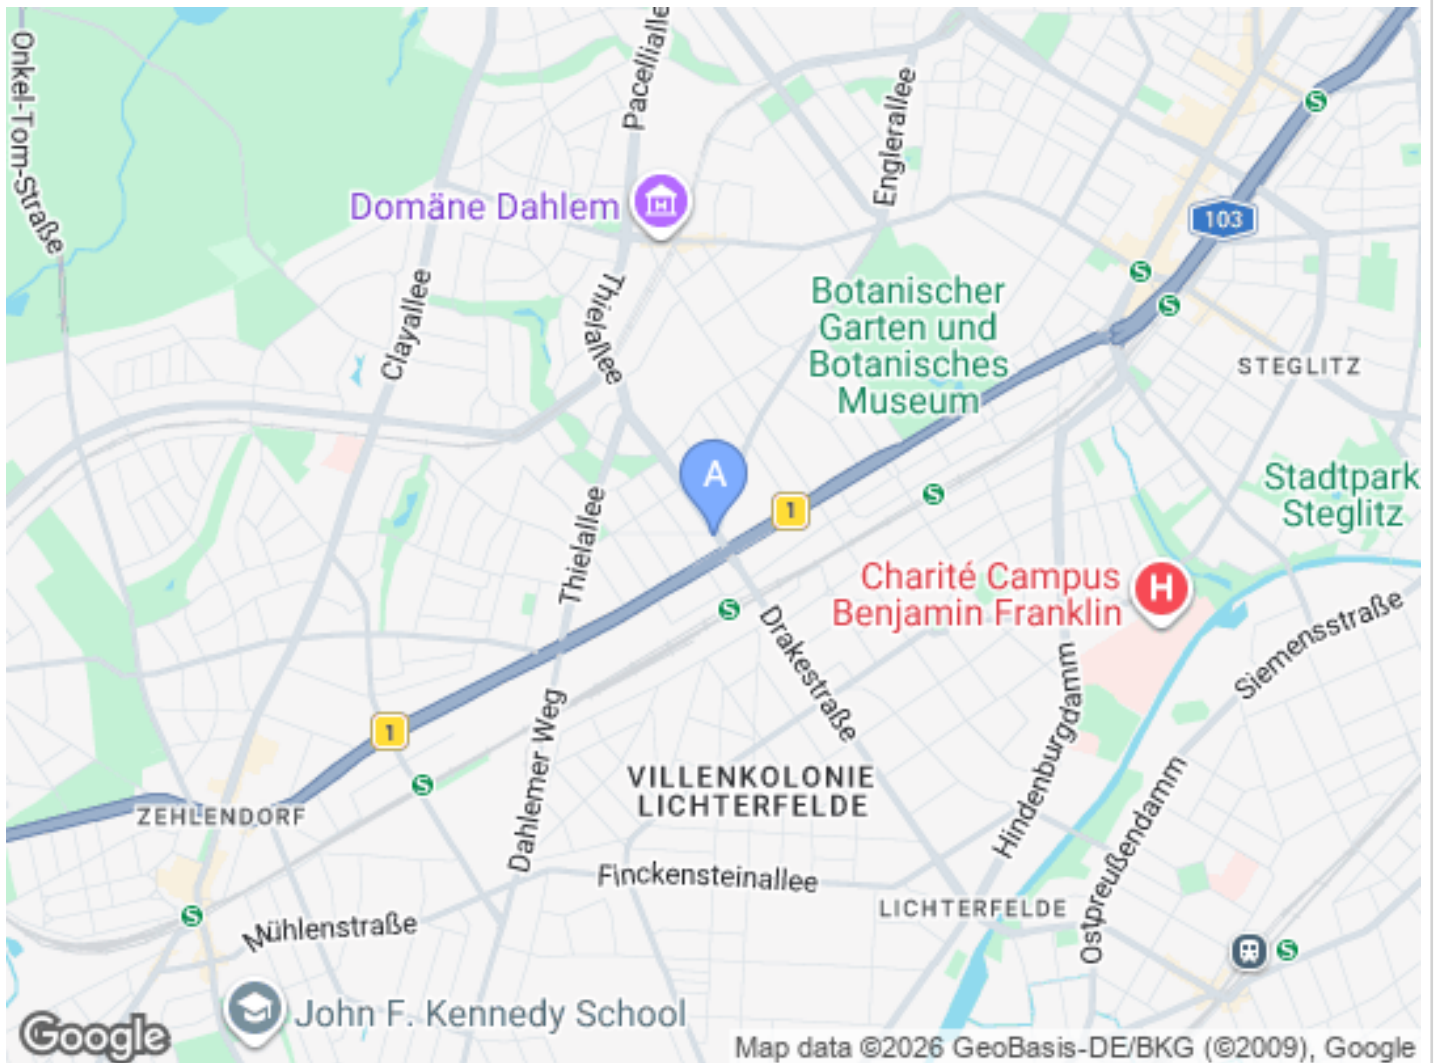 Onkel-Tom-Straße
Pacelliallee
Englerallee
Domäne Dahlem
103
S
S
S
Clayallee
Thielallee
Botanischer
Garten und
Botanisches
Museum
STEGLITZ
A
1
S
Stadtpark
Steglitz
Thielallee
Charité Campus
Benjamin Franklin
H
S
Drakestraße
Siemensstraße
Hindenburgdamm
1
S
Dahlemer Weg
VILLENKOLONIE
LICHTERFELDE
ZEHLENDORF
Ostpreußendamm
Finckensteinallee
LICHTERFELDE
S
Mühlenstraße
S
John F. Kennedy School
Google
Map data ©2026 GeoBasis-DE/BKG (©2009), Google